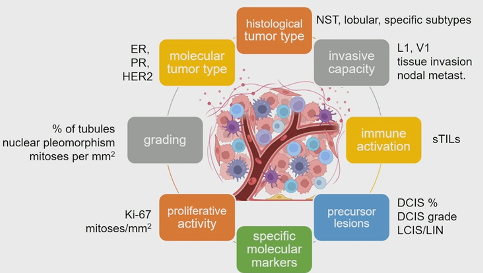 histological
tumor type
NST, lobular, specific subtypes
ER,
PR,
HER2
molecular
tumor type
invasive
capacity
L1, V1
tissue invasion
nodal metast.
% of tubules
nuclear pleomorphism
mitoses per mm²
grading
immune
activation
sTILs
Ki-67
mitoses/mm²
proliferative
activity
precursor
lesions
DCIS %
DCIS grade
LCIS/LIN
specific
molecular
markers